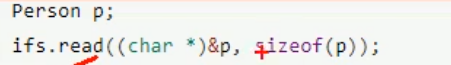 Person p;
ifs.read((char *)&p, sizeof(p));